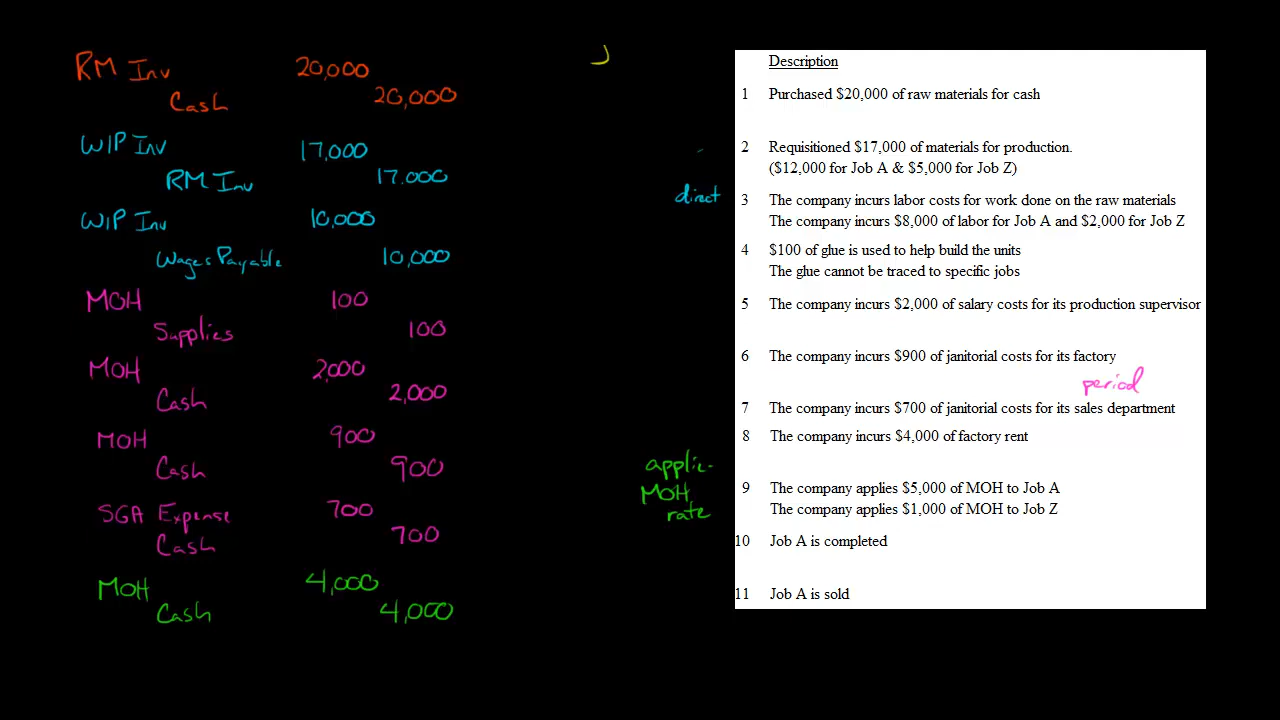 RM Inv 20,000
Cash 20,000
WIP Inv 17,000
RM Inv 17.000
WIP Inv 10,000
Wages Payable 10,000
MOH 100
Supplies 100
MOH 2,000
Cash 2,000
MOH 900
Cash 900
SGA Expense 700
Cash 700
MOH 4,000
Cash 4,000
direct
applic-
MOH
rate
Description
1 Purchased $20,000 of raw materials for cash
2 Requisitioned $17,000 of materials for production.
($12,000 for Job A & $5,000 for Job Z)
3 The company incurs labor costs for work done on the raw materials
The company incurs $8,000 of labor for Job A and $2,000 for Job Z
4 $100 of glue is used to help build the units
The glue cannot be traced to specific jobs
5 The company incurs $2,000 of salary costs for its production supervisor
6 The company incurs $900 of janitorial costs for its factory
period
7 The company incurs $700 of janitorial costs for its sales department
8 The company incurs $4,000 of factory rent
9 The company applies $5,000 of MOH to Job A
The company applies $1,000 of MOH to Job Z
10 Job A is completed
11 Job A is sold